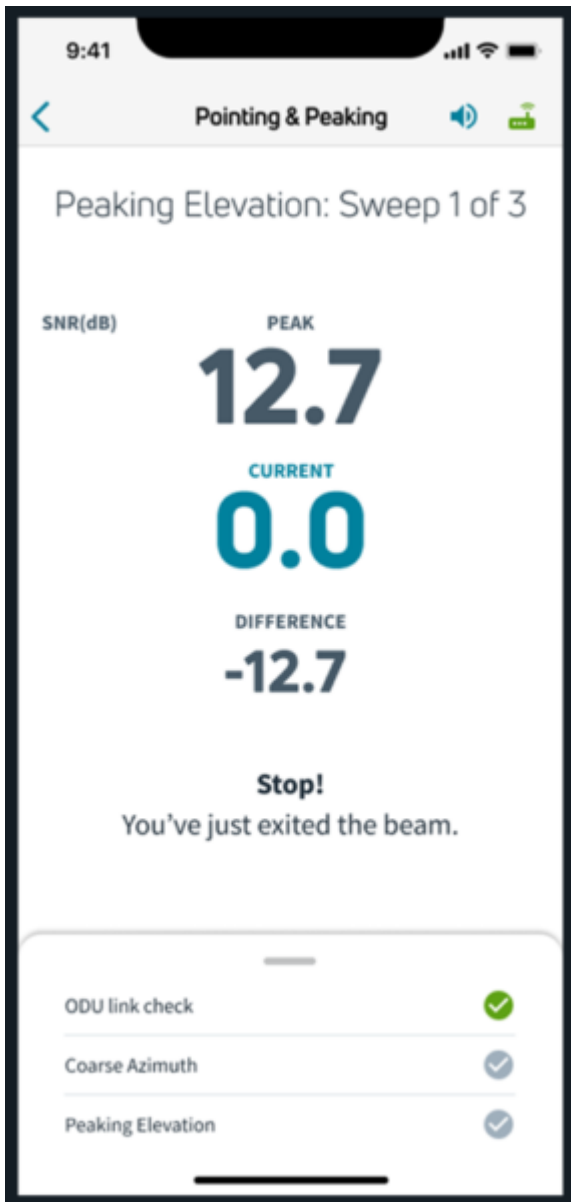 9:41
Pointing & Peaking
Peaking Elevation: Sweep 1 of 3
SNR(dB) PEAK
12.7
CURRENT
0.0
DIFFERENCE
-12.7
Stop!
You’ve just exited the beam.
ODU link check
Coarse Azimuth
Peaking Elevation